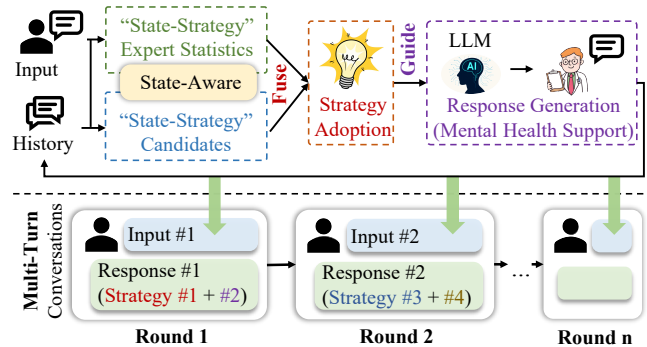 Input
History
“State-Strategy”
Expert Statistics
State-Aware
“State-Strategy”
Candidates
Fuse
Strategy
Adoption
Guide
LLM
AI
Response Generation
(Mental Health Support)
Multi-Turn
Conversations
Input #1
Response #1
(Strategy #1 + #2)
Round 1
Input #2
Response #2
(Strategy #3 + #4)
Round 2
...
Round n